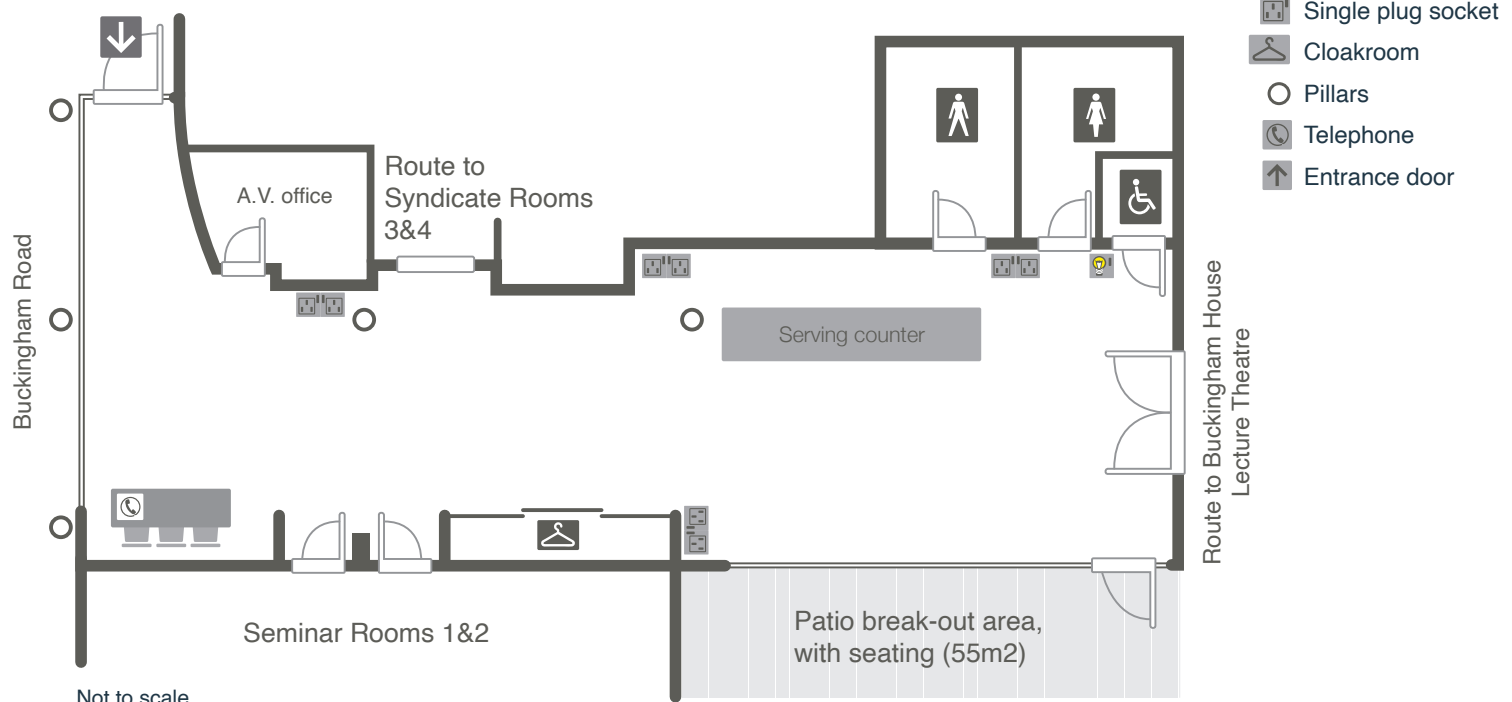 Single plug socket
Cloakroom
Pillars
Telephone
Entrance door
A.V. office
Route to
Syndicate Rooms
3&4
Buckingham Road
Serving counter
Route to Buckingham House
Lecture Theatre
Seminar Rooms 1&2
Patio break-out area,
with seating (55m2)
Not to scale